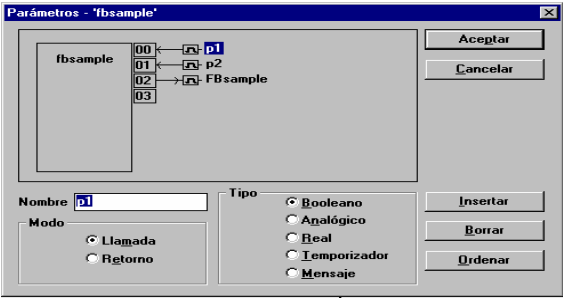 Parámetros - 'fbsample'
fbsample
00 p1
01 p2
02 FBsample
03
Aceptar
Cancelar
Nombre p1
Modo
Llamada
Retorno
Tipo
Booleano
Analógico
Real
Temporizador
Mensaje
Insertar
Borrar
Ordenar